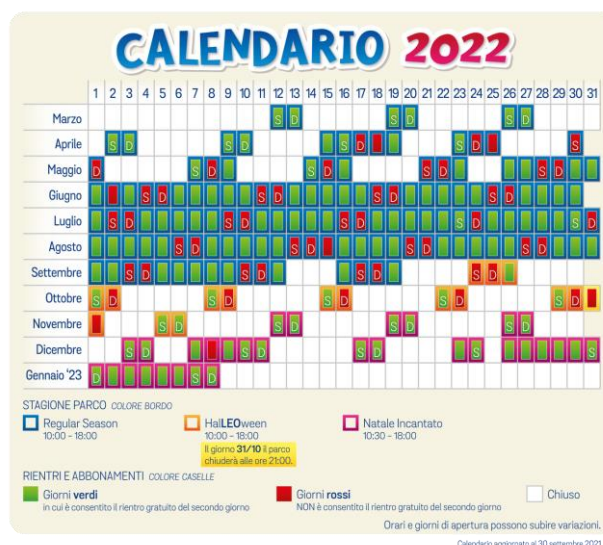 CALENDARIO 2022
1 2 3 4 5 6 7 8 9 10 11 12 13 14 15 16 17 18 19 20 21 22 23 24 25 26 27 28 29 30 31
Marzo S D S D S D
Aprile S D S D S D S D S
Maggio D S D S D S D S D
Giugno S D S D S D S D
Luglio S D S D S D S D S D
Agosto S D S D S D S D
Settembre S D S D S D S D
Ottobre S D S D S D S D S D
Novembre S D S D S D S D
Dicembre S D S D S D S S
Gennaio '23 D S D
STAGIONE PARCO COLORE BORDO
Regular Season HalLEOween Natale Incantato
10:00 - 18:00 10:00 - 18:00 10:30 - 18:00
Il giorno 31/10 il parco
chiuderà alle ore 21:00.
RIENTRI E ABBONAMENTI COLORE CASELLE
Giorni verdi Giorni rossi Chiuso
in cui è consentito il rientro gratuito del secondo giorno NON è consentito il rientro gratuito del secondo giorno
Orari e giorni di apertura possono subire variazioni.
Calendario aggiornato al 30 settembre 2021